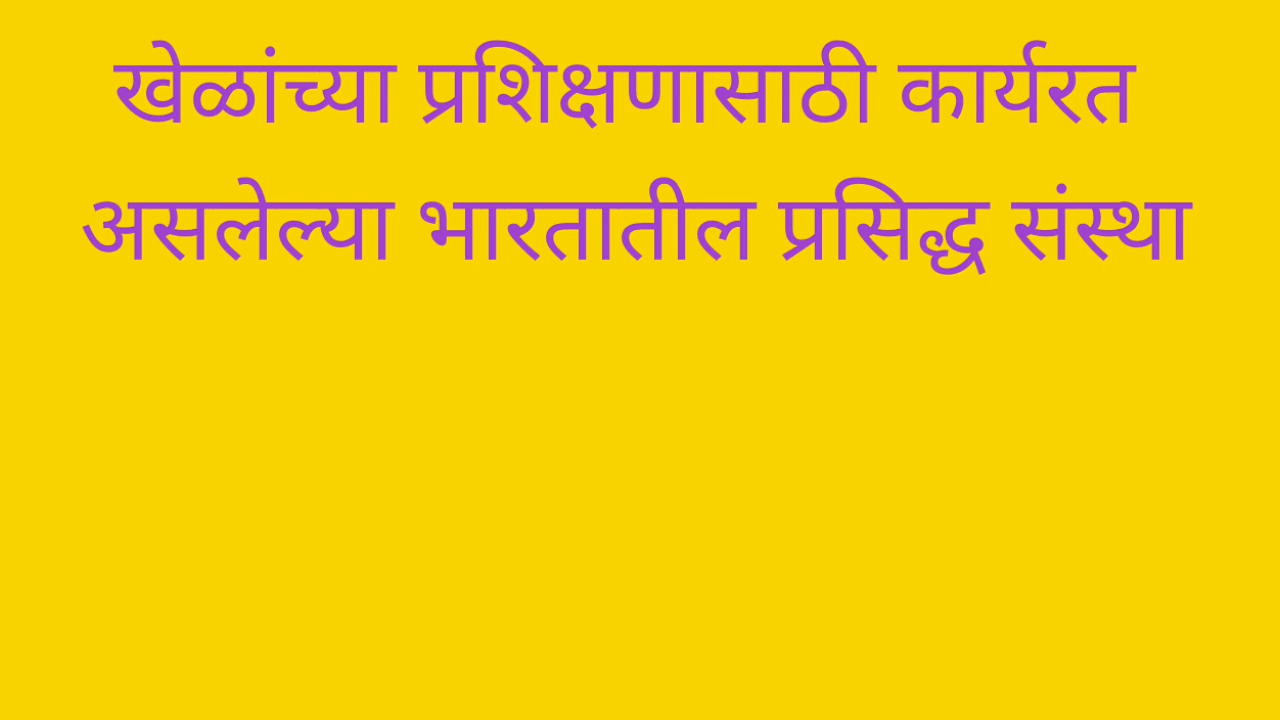 खेळांच्या प्रशिक्षणासाठी कार्यरत
असलेल्या भारतातील प्रसिद्ध संस्था